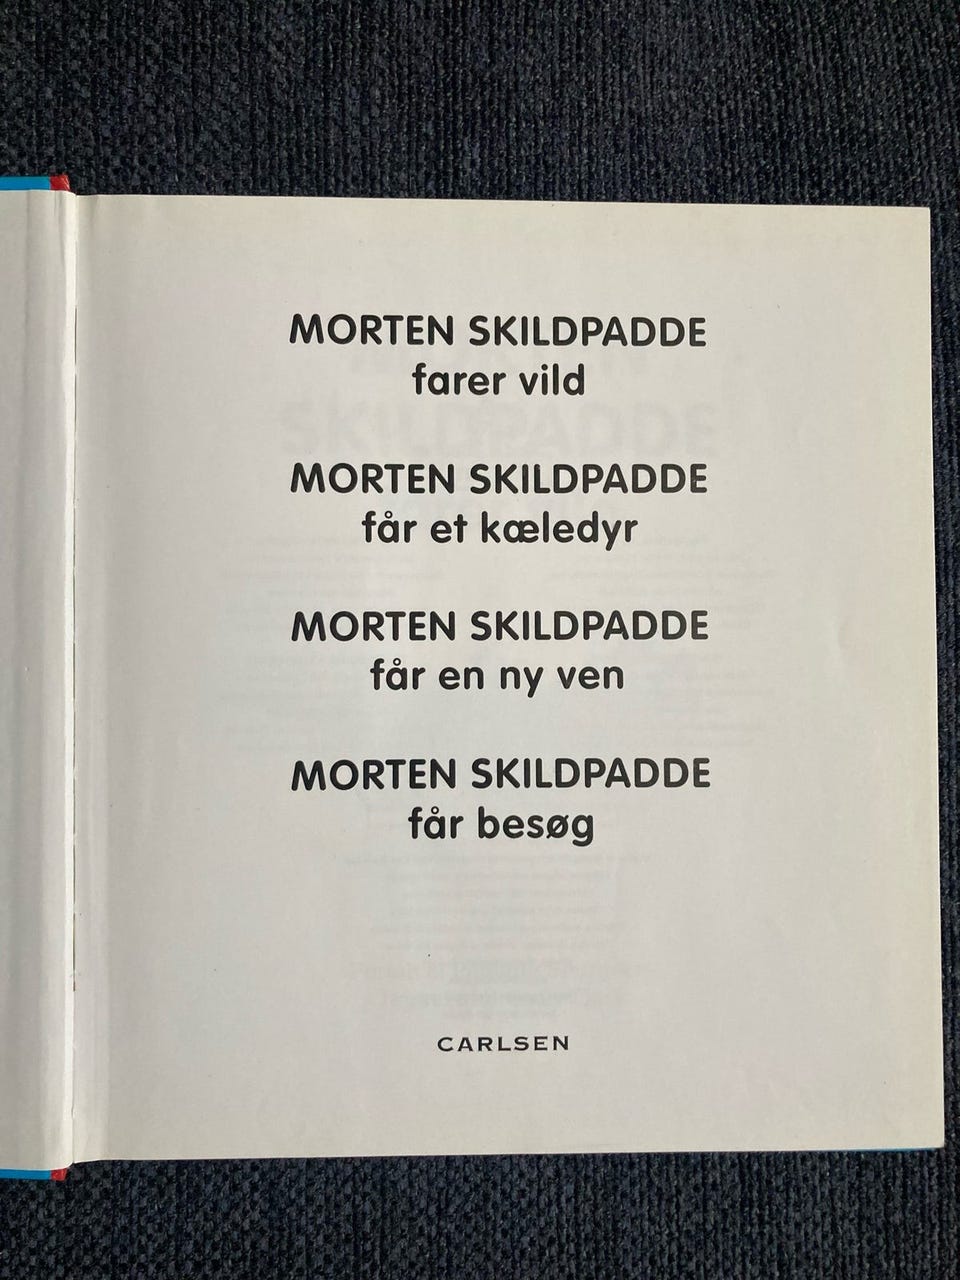 MORTEN SKILDPADDE
farer vild
MORTEN SKILDPADDE
får et kæledyr
MORTEN SKILDPADDE
får en ny ven
MORTEN SKILDPADDE
får besøg
CARLSEN